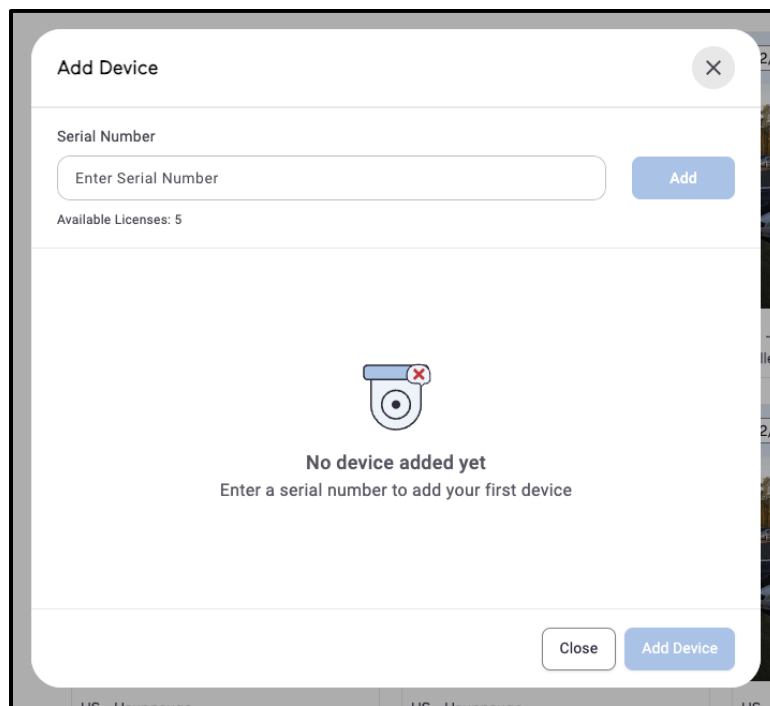 Add Device
Serial Number
Enter Serial Number
Add
Available Licenses: 5
No device added yet
Enter a serial number to add your first device
Close
Add Device